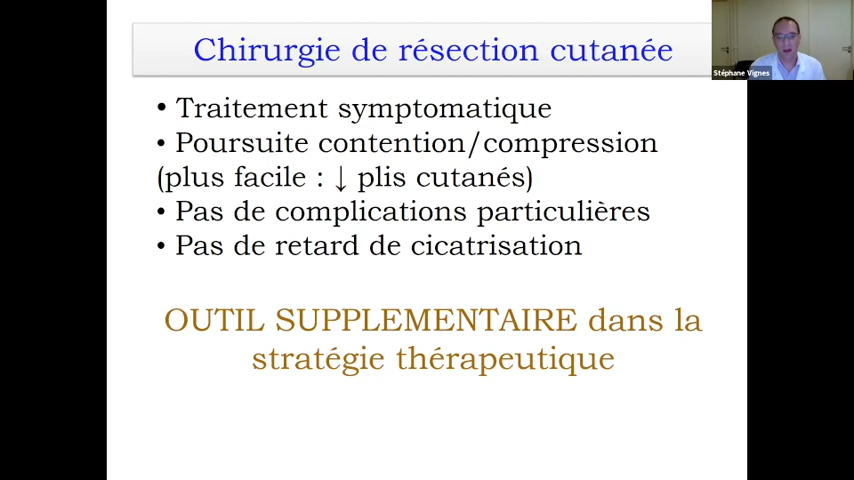 Chirurgie de résection cutanée
Stéphane Vignes
• Traitement symptomatique
• Poursuite contention/compression
(plus facile : ↓ plis cutanés)
• Pas de complications particulières
• Pas de retard de cicatrisation
OUTIL SUPPLEMENTAIRE dans la
stratégie thérapeutique